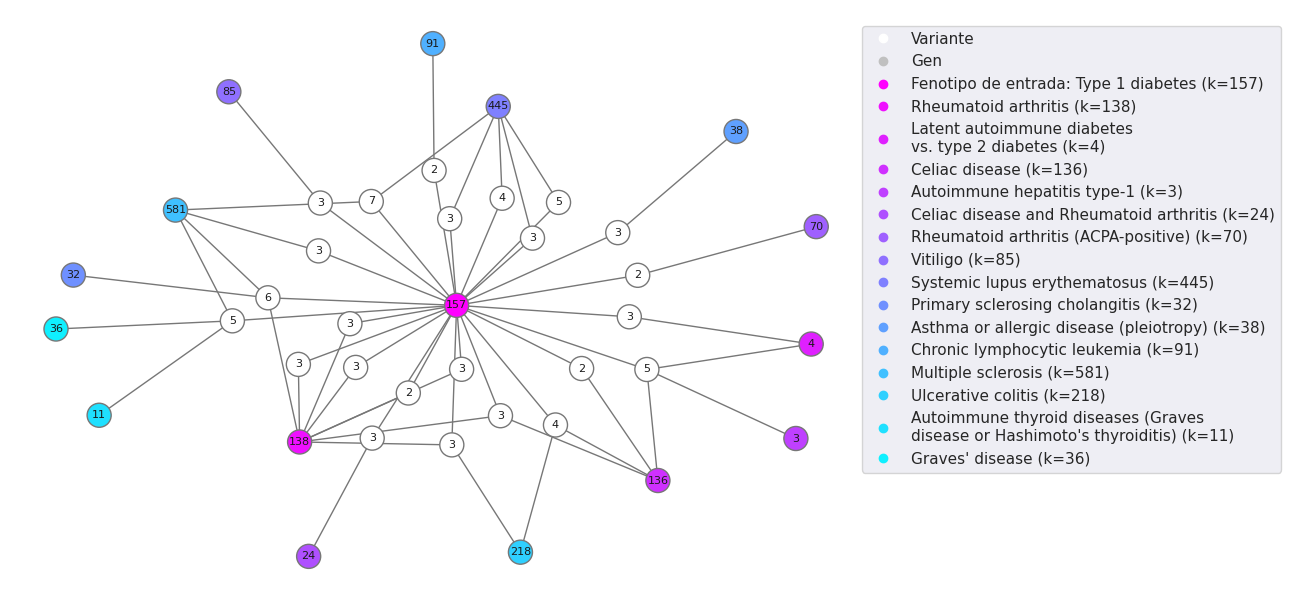 91
85
445
38
2
7
3
4
5
581
3
3
3
70
3
2
32
6
157
36
5
3
3
4
3
3
3
2
5
2
11
3
4
138
3
3
3
136
24
218
Variante
Gen
Fenotipo de entrada: Type 1 diabetes (k=157)
Rheumatoid arthritis (k=138)
Latent autoimmune diabetes
vs. type 2 diabetes (k=4)
Celiac disease (k=136)
Autoimmune hepatitis type-1 (k=3)
Celiac disease and Rheumatoid arthritis (k=24)
Rheumatoid arthritis (ACPA-positive) (k=70)
Vitiligo (k=85)
Systemic lupus erythematosus (k=445)
Primary sclerosing cholangitis (k=32)
Asthma or allergic disease (pleiotropy) (k=38)
Chronic lymphocytic leukemia (k=91)
Multiple sclerosis (k=581)
Ulcerative colitis (k=218)
Autoimmune thyroid diseases (Graves
disease or Hashimoto's thyroiditis) (k=11)
Graves' disease (k=36)